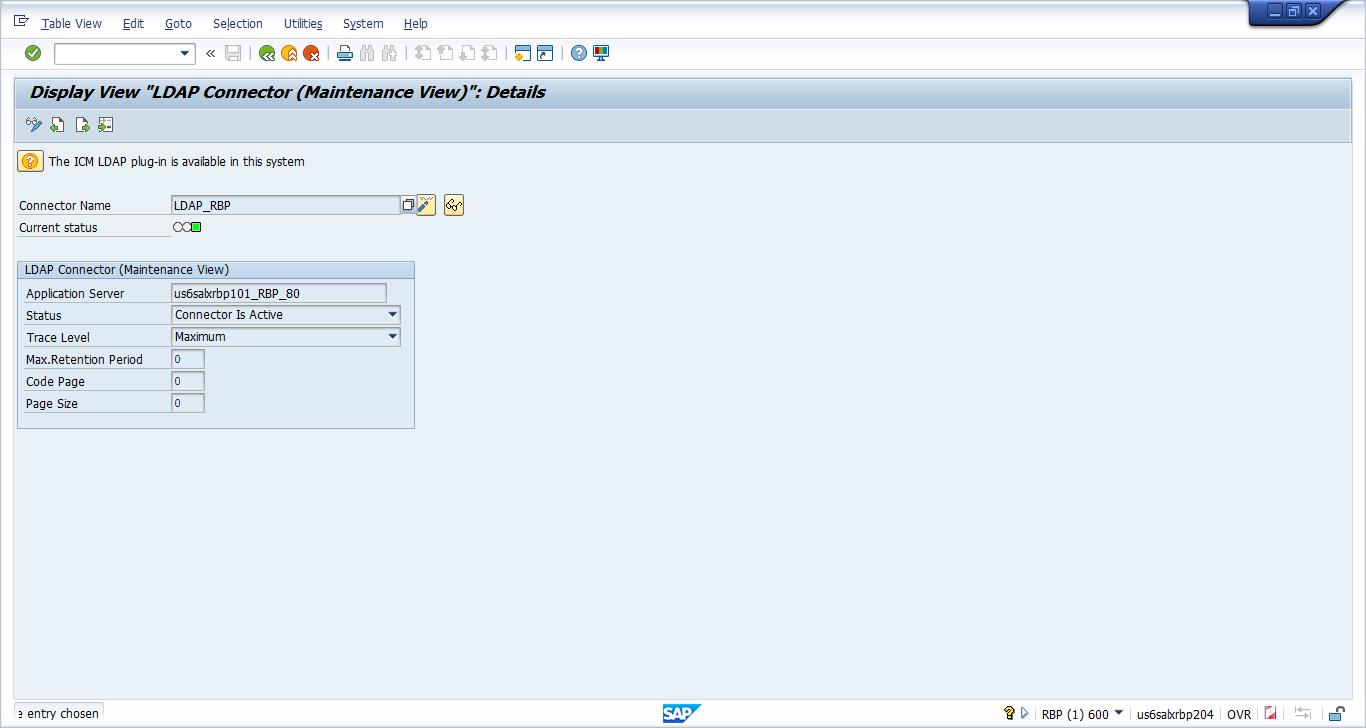 Table View Edit Goto Selection Utilities System Help
Display View "LDAP Connector (Maintenance View)": Details
The ICM LDAP plug-in is available in this system
Connector Name LDAP_RBP
Current status
LDAP Connector (Maintenance View)
Application Server us6salxrbp101_RBP_80
Status Connector Is Active
Trace Level Maximum
Max.Retention Period 0
Code Page 0
Page Size 0
e entry chosen SAP RBP (1) 600 us6salxrbp204 OVR